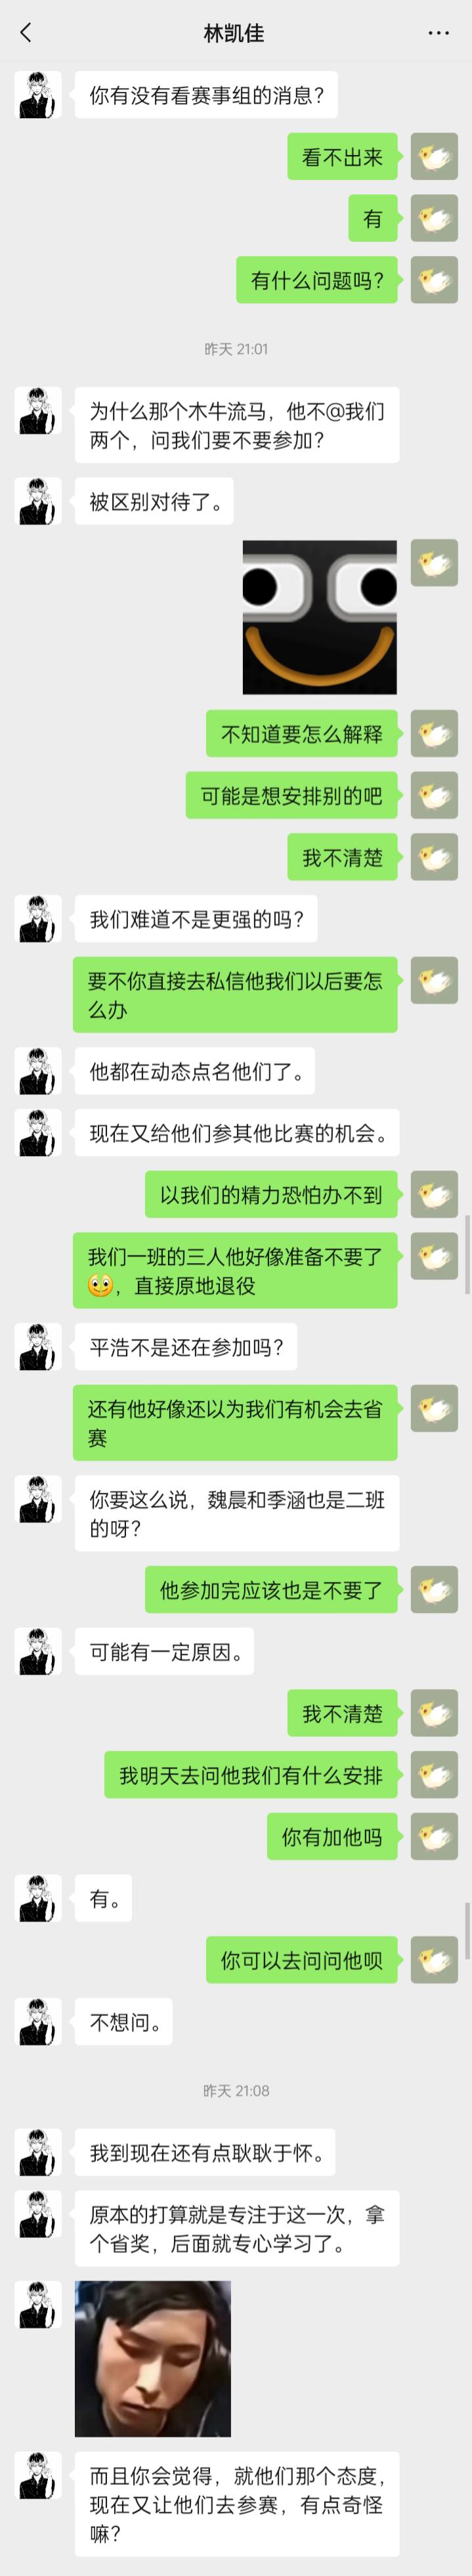 林凯佳
你有没有看赛事组的消息？
看不出来
有
有什么问题吗？
昨天 21:01
为什么那个木牛流马，他不@我们
两个，问我们要不要参加？
被区别对待了。
不知道要怎么解释
可能是想安排别的吧
我不清楚
我们难道不是更强的吗？
要不你直接去私信他我们以后要怎
么办
他都在动态点名他们了。
现在又给他们参其他比赛的机会。
以我们的精力恐怕办不到
我们一班的三人他好像准备不要了
😳，直接原地退役
平浩不是还在参加吗？
还有他好像还以为我们有机会去省
赛
你要这么说，魏晨和季涵也是二班
的呀？
他参加完应该也是不要了
可能有一定原因。
我不清楚
我明天去问他我们有什么安排
你有加他吗
有。
你可以去问问他呗
不想问。
昨天 21:08
我到现在还有点耿耿于怀。
原本的打算就是专注于这一次，拿
个省奖，后面就专心学习了。
而且你会觉得，就他们那个态度，
现在又让他们去参赛，有点奇怪
嘛？